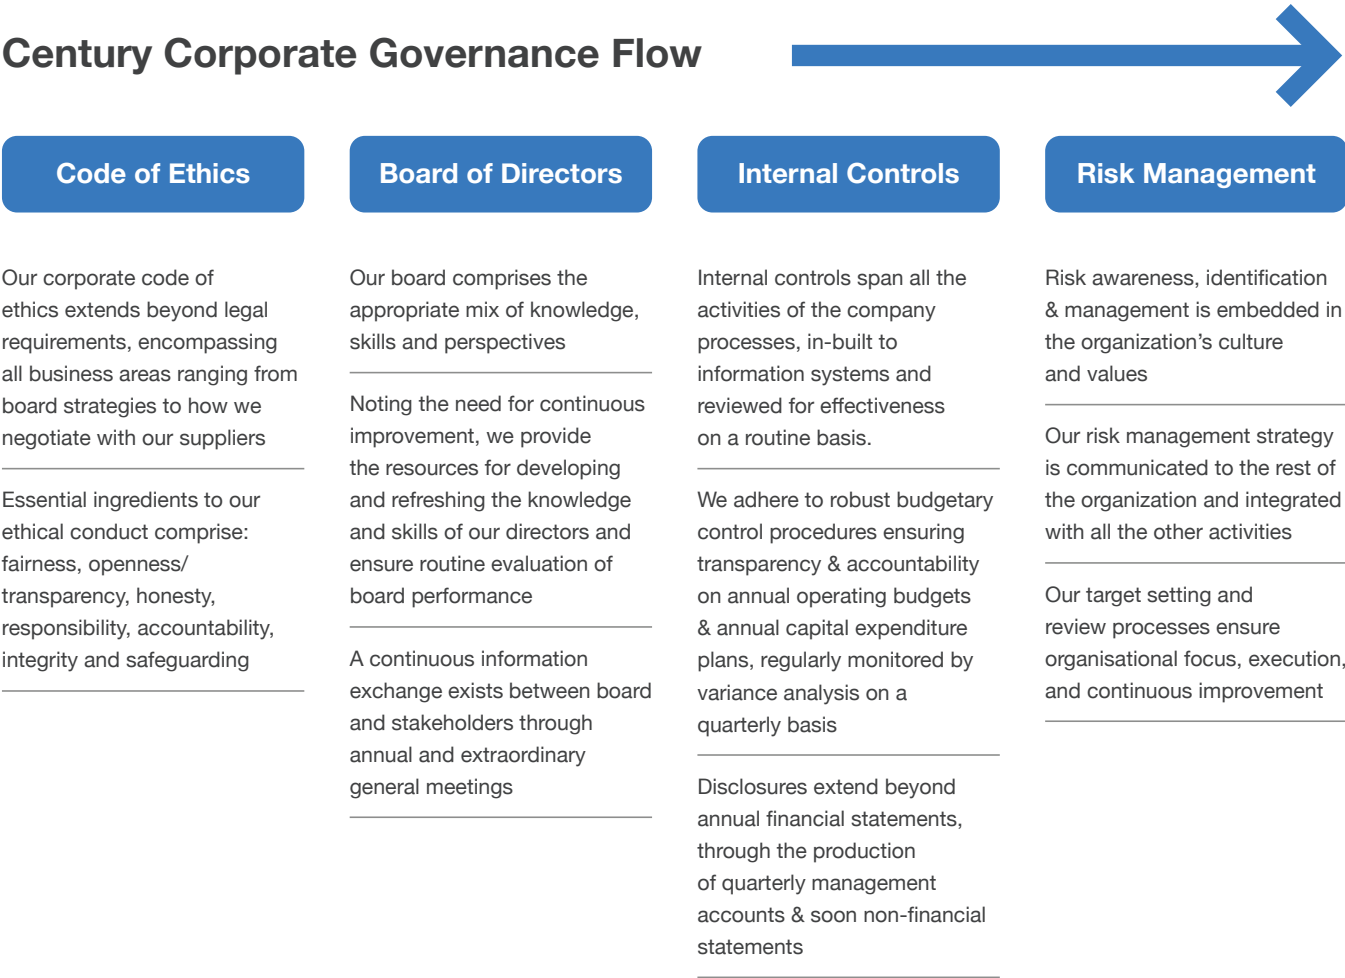 Century Corporate Governance Flow
Code of Ethics
Our corporate code of
ethics extends beyond legal
requirements, encompassing
all business areas ranging from
board strategies to how we
negotiate with our suppliers
Essential ingredients to our
ethical conduct comprise:
fairness, openness/
transparency, honesty,
responsibility, accountability,
integrity and safeguarding
Board of Directors
Our board comprises the
appropriate mix of knowledge,
skills and perspectives
Noting the need for continuous
improvement, we provide
the resources for developing
and refreshing the knowledge
and skills of our directors and
ensure routine evaluation of
board performance
A continuous information
exchange exists between board
and stakeholders through
annual and extraordinary
general meetings
Internal Controls
Internal controls span all the
activities of the company
processes, in-built to
information systems and
reviewed for effectiveness
on a routine basis.
We adhere to robust budgetary
control procedures ensuring
transparency & accountability
on annual operating budgets
& annual capital expenditure
plans, regularly monitored by
variance analysis on a
quarterly basis
Disclosures extend beyond
annual financial statements,
through the production
of quarterly management
accounts & soon non-financial
statements
Risk Management
Risk awareness, identification
& management is embedded in
the organization’s culture
and values
Our risk management strategy
is communicated to the rest of
the organization and integrated
with all the other activities
Our target setting and
review processes ensure
organisational focus, execution,
and continuous improvement